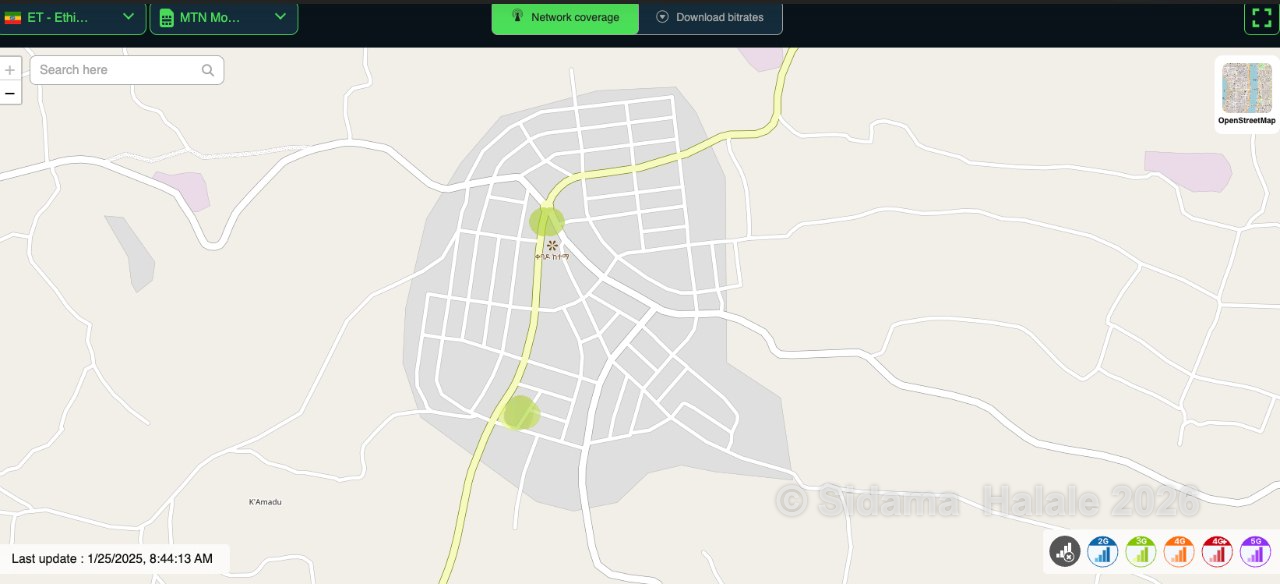 ET - Ethi...
MTN Mo...
Network coverage
Download bitrates
+
Search here
−
OpenStreetMap
K'Amadu
© Sidama Halale 2026
Last update : 1/25/2025, 8:44:13 AM
2G
3G
4G
4G+
5G